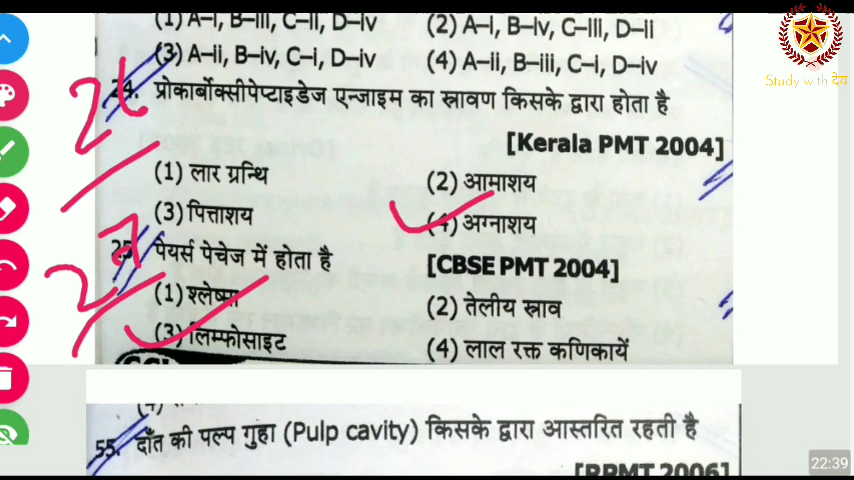 (1) A–i, B–iii, C–ii, D–iv (2) A–i, B–iv, C–iii, D–ii
(3) A–ii, B–iv, C–i, D–iv (4) A–ii, B–iii, C–i, D–iv
24. प्रोकार्बोक्सीपेप्टाइडेज एन्जाइम का स्रावण किसके द्वारा होता है
[Kerala PMT 2004]
(1) लार ग्रन्थि (2) आमाशय
(3) पित्ताशय (4) अग्नाशय
25. पेयर्स पेचेज में होता है [CBSE PMT 2004]
(1) श्लेष्मा (2) तेलीय स्राव
(3) लिम्फोसाइट (4) लाल रक्त कणिकायें
55. दाँत की पल्प गुहा (Pulp cavity) किसके द्वारा आस्तरित रहती है
[RPMT 2006]
Study with देव
22:39